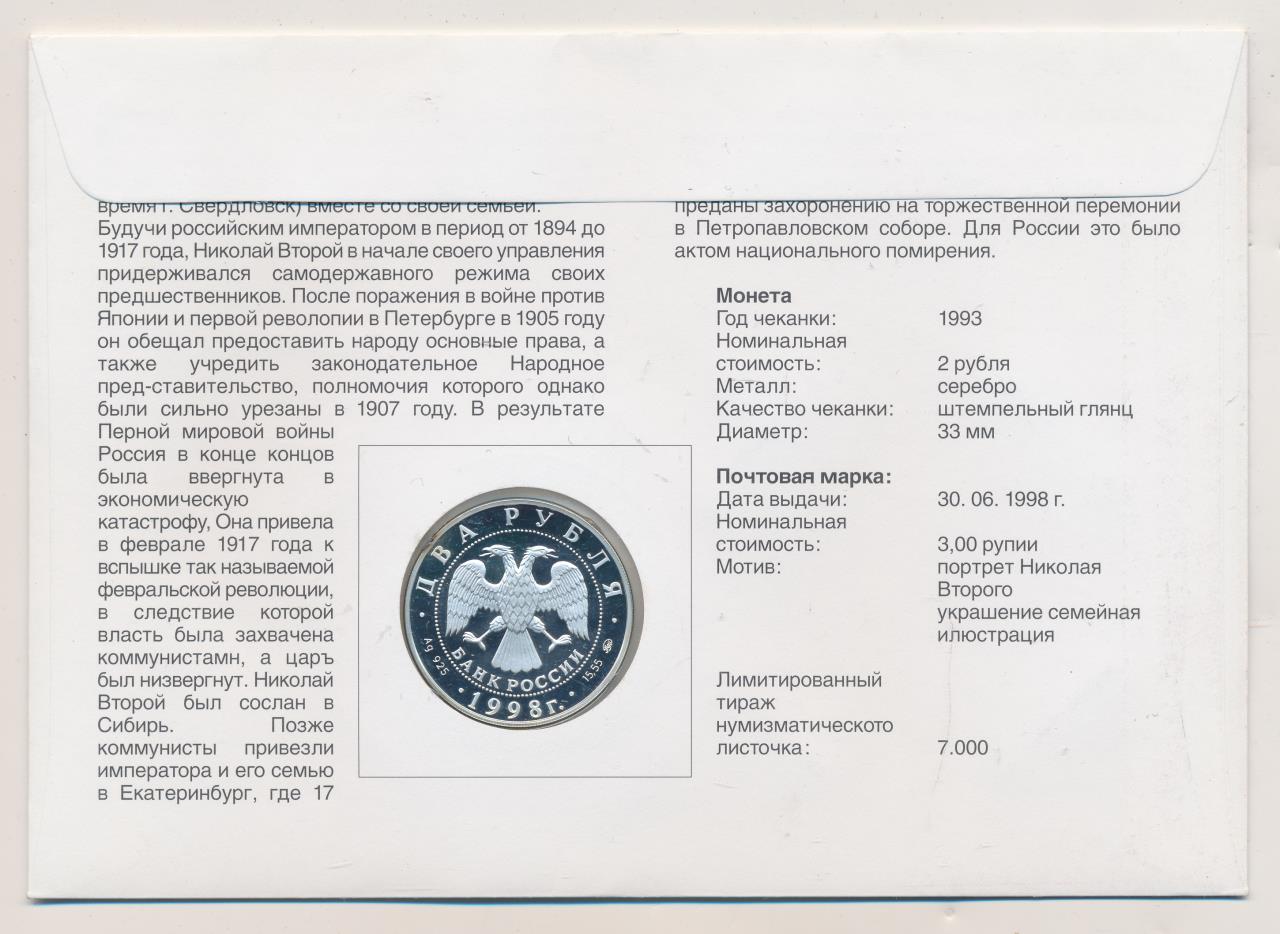 время г. Свердловск) вместе со своей семьей.
Будучи российским императором в период от 1894 до
1917 года, Николай Второй в начале своего управления
придерживался самодержавного режима своих
предшественников. После поражения в войне против
Японии и первой револопии в Петербурге в 1905 году
он обещал предоставить народу основные права, а
также учредить законодательное Народное
пред-ставительство, полномочия которого однако
были сильно урезаны в 1907 году. В результате
Перной мировой войны
Россия в конце концов
была ввергнута в
экономическую
катастрофу, Она привела
в феврале 1917 года к
вспышке так называемой
февральской революции,
в следствие которой
власть была захвачена
коммунистамн, а царъ
был низвергнут. Николай
Второй был сослан в
Сибирь. Позже
коммунисты привезли
императора и его семью
в Екатеринбург, где 17
преданы захоронению на торжественной перемонии
в Петропавловском соборе. Для России это было
актом национального помирения.
Монета
Год чеканки: 1993
Номинальная
стоимость: 2 рубля
Металл: серебро
Качество чеканки: штемпельный глянц
Диаметр: 33 мм
Почтовая марка:
Дата выдачи: 30. 06. 1998 г.
Номинальная
стоимость: 3,00 рупии
Мотив: портрет Николая
Второго
украшение семейная
илюстрация
Лимитированный
тираж
нумизматического
листочка: 7.000
ДВА РУБЛЯ
Ag 925
БАНК РОССИИ
15,55
1998г.